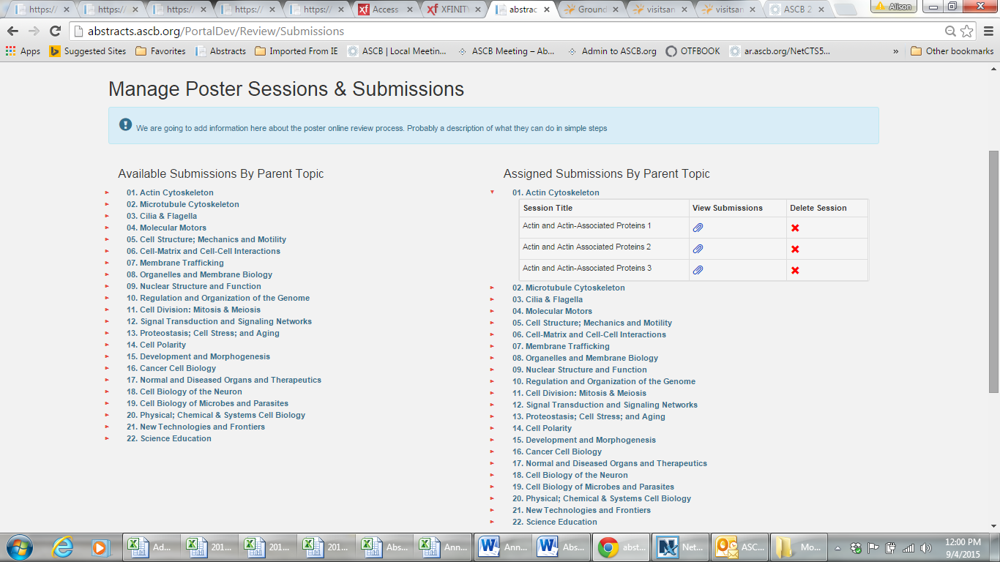 https://
https://
https://
https://
https://
Access
XFINITY
abstrac
Ground
visitsan
visitsan
ASCB 2
Alison
abstracts.ascb.org/PortalDev/Review/Submissions
Apps
Suggested Sites
Favorites
Abstracts
Imported From IE
ASCB | Local Meetin...
ASCB Meeting – Ab...
Admin to ASCB.org
OTFBOOK
ar.ascb.org/NetCTS5...
»
Other bookmarks
Manage Poster Sessions & Submissions
We are going to add information here about the poster online review process. Probably a description of what they can do in simple steps
Available Submissions By Parent Topic
01. Actin Cytoskeleton
02. Microtubule Cytoskeleton
03. Cilia & Flagella
04. Molecular Motors
05. Cell Structure; Mechanics and Motility
06. Cell-Matrix and Cell-Cell Interactions
07. Membrane Trafficking
08. Organelles and Membrane Biology
09. Nuclear Structure and Function
10. Regulation and Organization of the Genome
11. Cell Division: Mitosis & Meiosis
12. Signal Transduction and Signaling Networks
13. Proteostasis; Cell Stress; and Aging
14. Cell Polarity
15. Development and Morphogenesis
16. Cancer Cell Biology
17. Normal and Diseased Organs and Therapeutics
18. Cell Biology of the Neuron
19. Cell Biology of Microbes and Parasites
20. Physical; Chemical & Systems Cell Biology
21. New Technologies and Frontiers
22. Science Education
Assigned Submissions By Parent Topic
01. Actin Cytoskeleton
Session Title View Submissions Delete Session
Actin and Actin-Associated Proteins 1
Actin and Actin Associated Proteins 2
Actin and Actin-Associated Proteins 3
02. Microtubule Cytoskeleton
03. Cilia & Flagella
04. Molecular Motors
05. Cell Structure; Mechanics and Motility
06. Cell-Matrix and Cell-Cell Interactions
07. Membrane Trafficking
08. Organelles and Membrane Biology
09. Nuclear Structure and Function
10. Regulation and Organization of the Genome
11. Cell Division: Mitosis & Meiosis
12. Signal Transduction and Signaling Networks
13. Proteostasis; Cell Stress; and Aging
14. Cell Polarity
15. Development and Morphogenesis
16. Cancer Cell Biology
17. Normal and Diseased Organs and Therapeutics
18. Cell Biology of the Neuron
19. Cell Biology of Microbes and Parasites
20. Physical; Chemical & Systems Cell Biology
21. New Technologies and Frontiers
22. Science Education
Ad...
201...
201...
201...
Abs...
Ann...
Ann...
Abs...
abst...
Net...
ASC...
Mo...
12:00 PM
9/4/2015